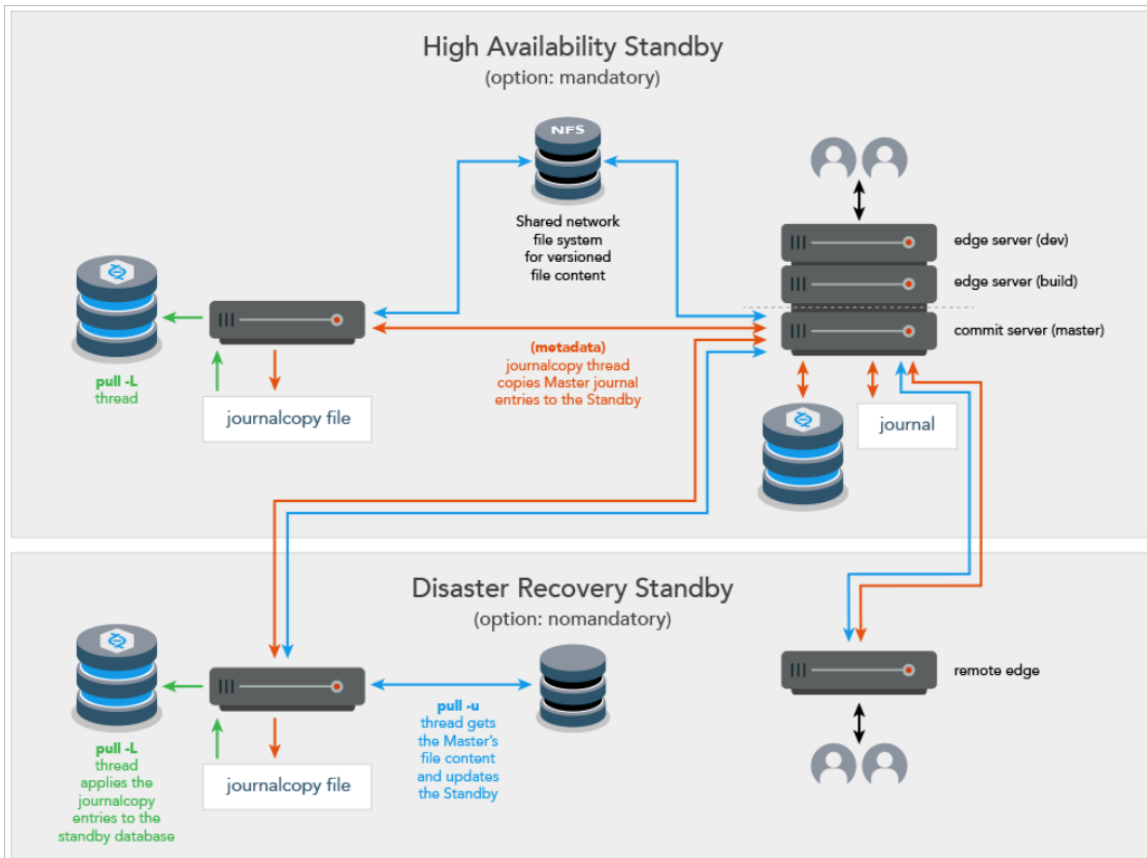 High Availability Standby
(option: mandatory)
NFS
Shared network
file system
for versioned
file content
edge server (dev)
edge server (build)
commit server (master)
pull -L
thread
journalcopy file
(metadata)
journalcopy thread
copies Master journal
entries to the Standby
journal
Disaster Recovery Standby
(option: nomandatory)
pull -L
thread
applies the
journalcopy
entries to the
standby database
journalcopy file
pull -u
thread gets
the Master's
file content
and updates
the Standby
remote edge